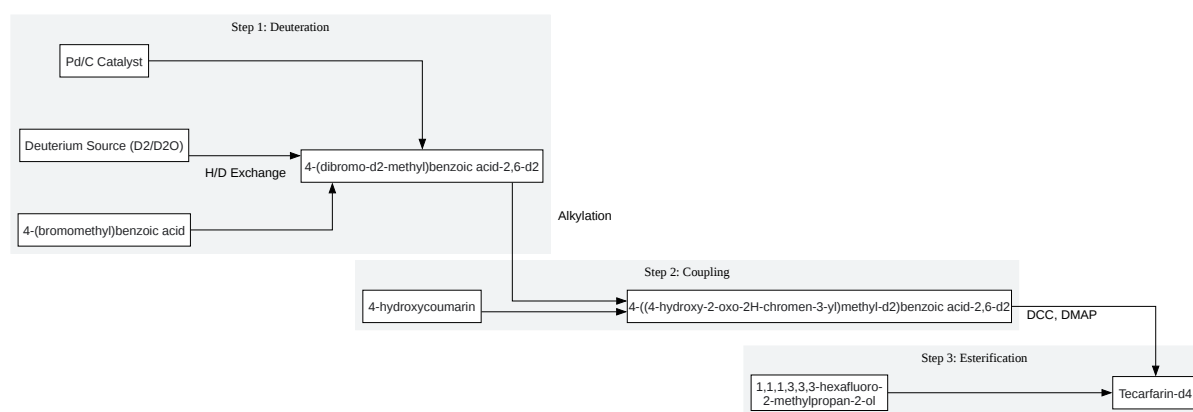 Step 1: Deuteration
Pd/C Catalyst
Deuterium Source (D2/D2O)
H/D Exchange
4-(dibromo-d2-methyl)benzoic acid-2,6-d2
4-(bromomethyl)benzoic acid
Alkylation
Step 2: Coupling
4-hydroxycoumarin
4-((4-hydroxy-2-oxo-2H-chromen-3-yl)methyl-d2)benzoic acid-2,6-d2
DCC, DMAP
Step 3: Esterification
1,1,1,3,3,3-hexafluoro-
2-methylpropan-2-ol
Tecarfarin-d4